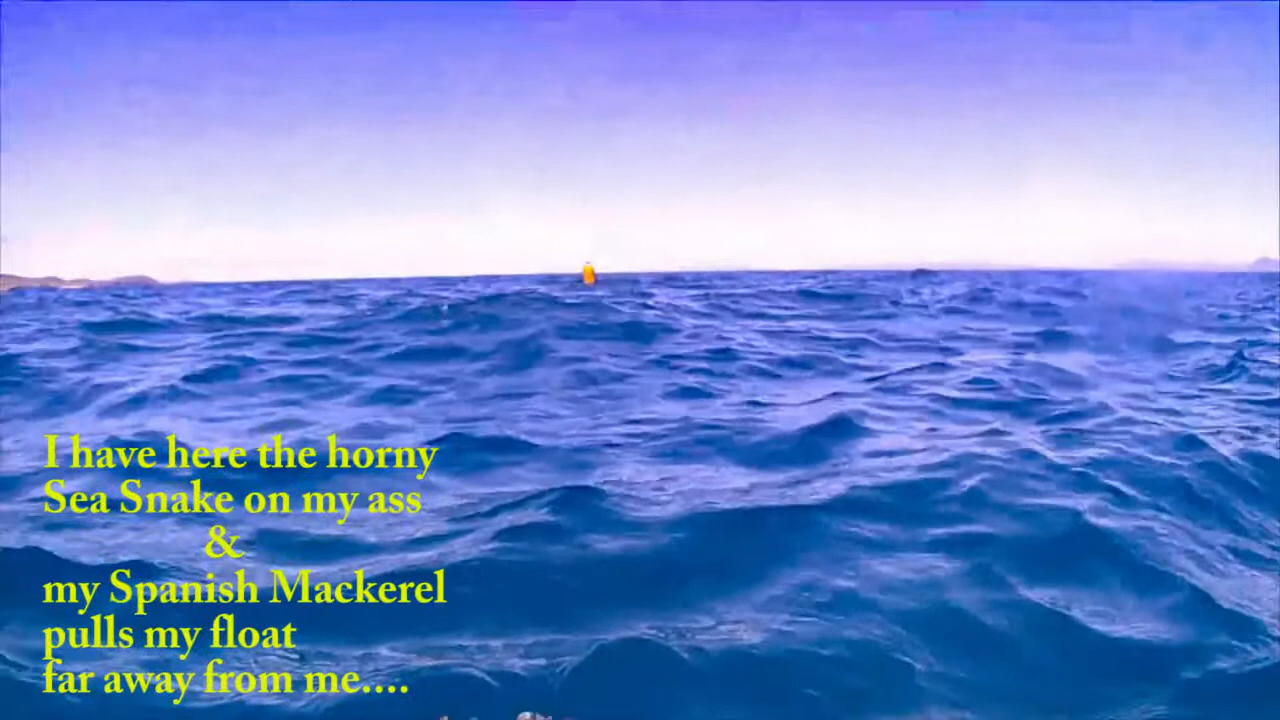 I have here the horny
Sea Snake on my ass
&
my Spanish Mackerel
pulls my float
far away from me....